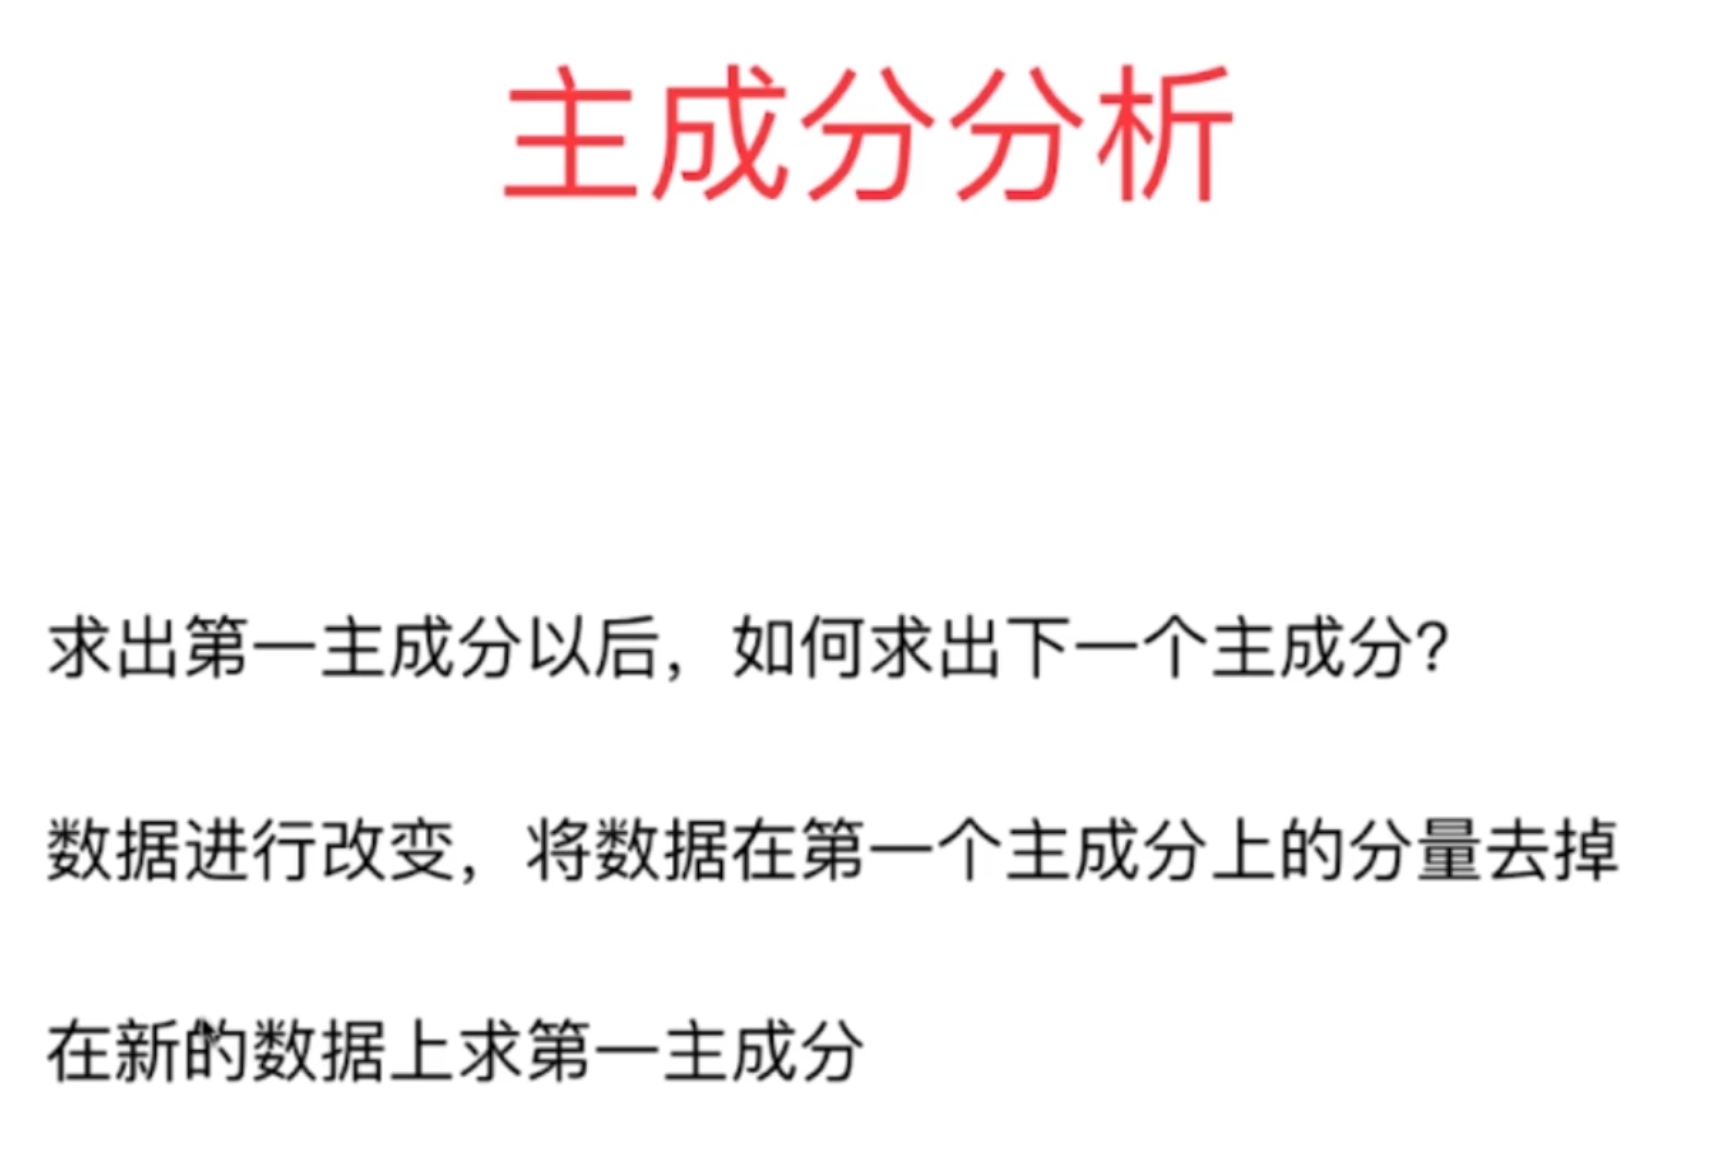 主成分分析
求出第一主成分以后，如何求出下一个主成分？
数据进行改变，将数据在第一个主成分上的分量去掉
在新的数据上求第一主成分